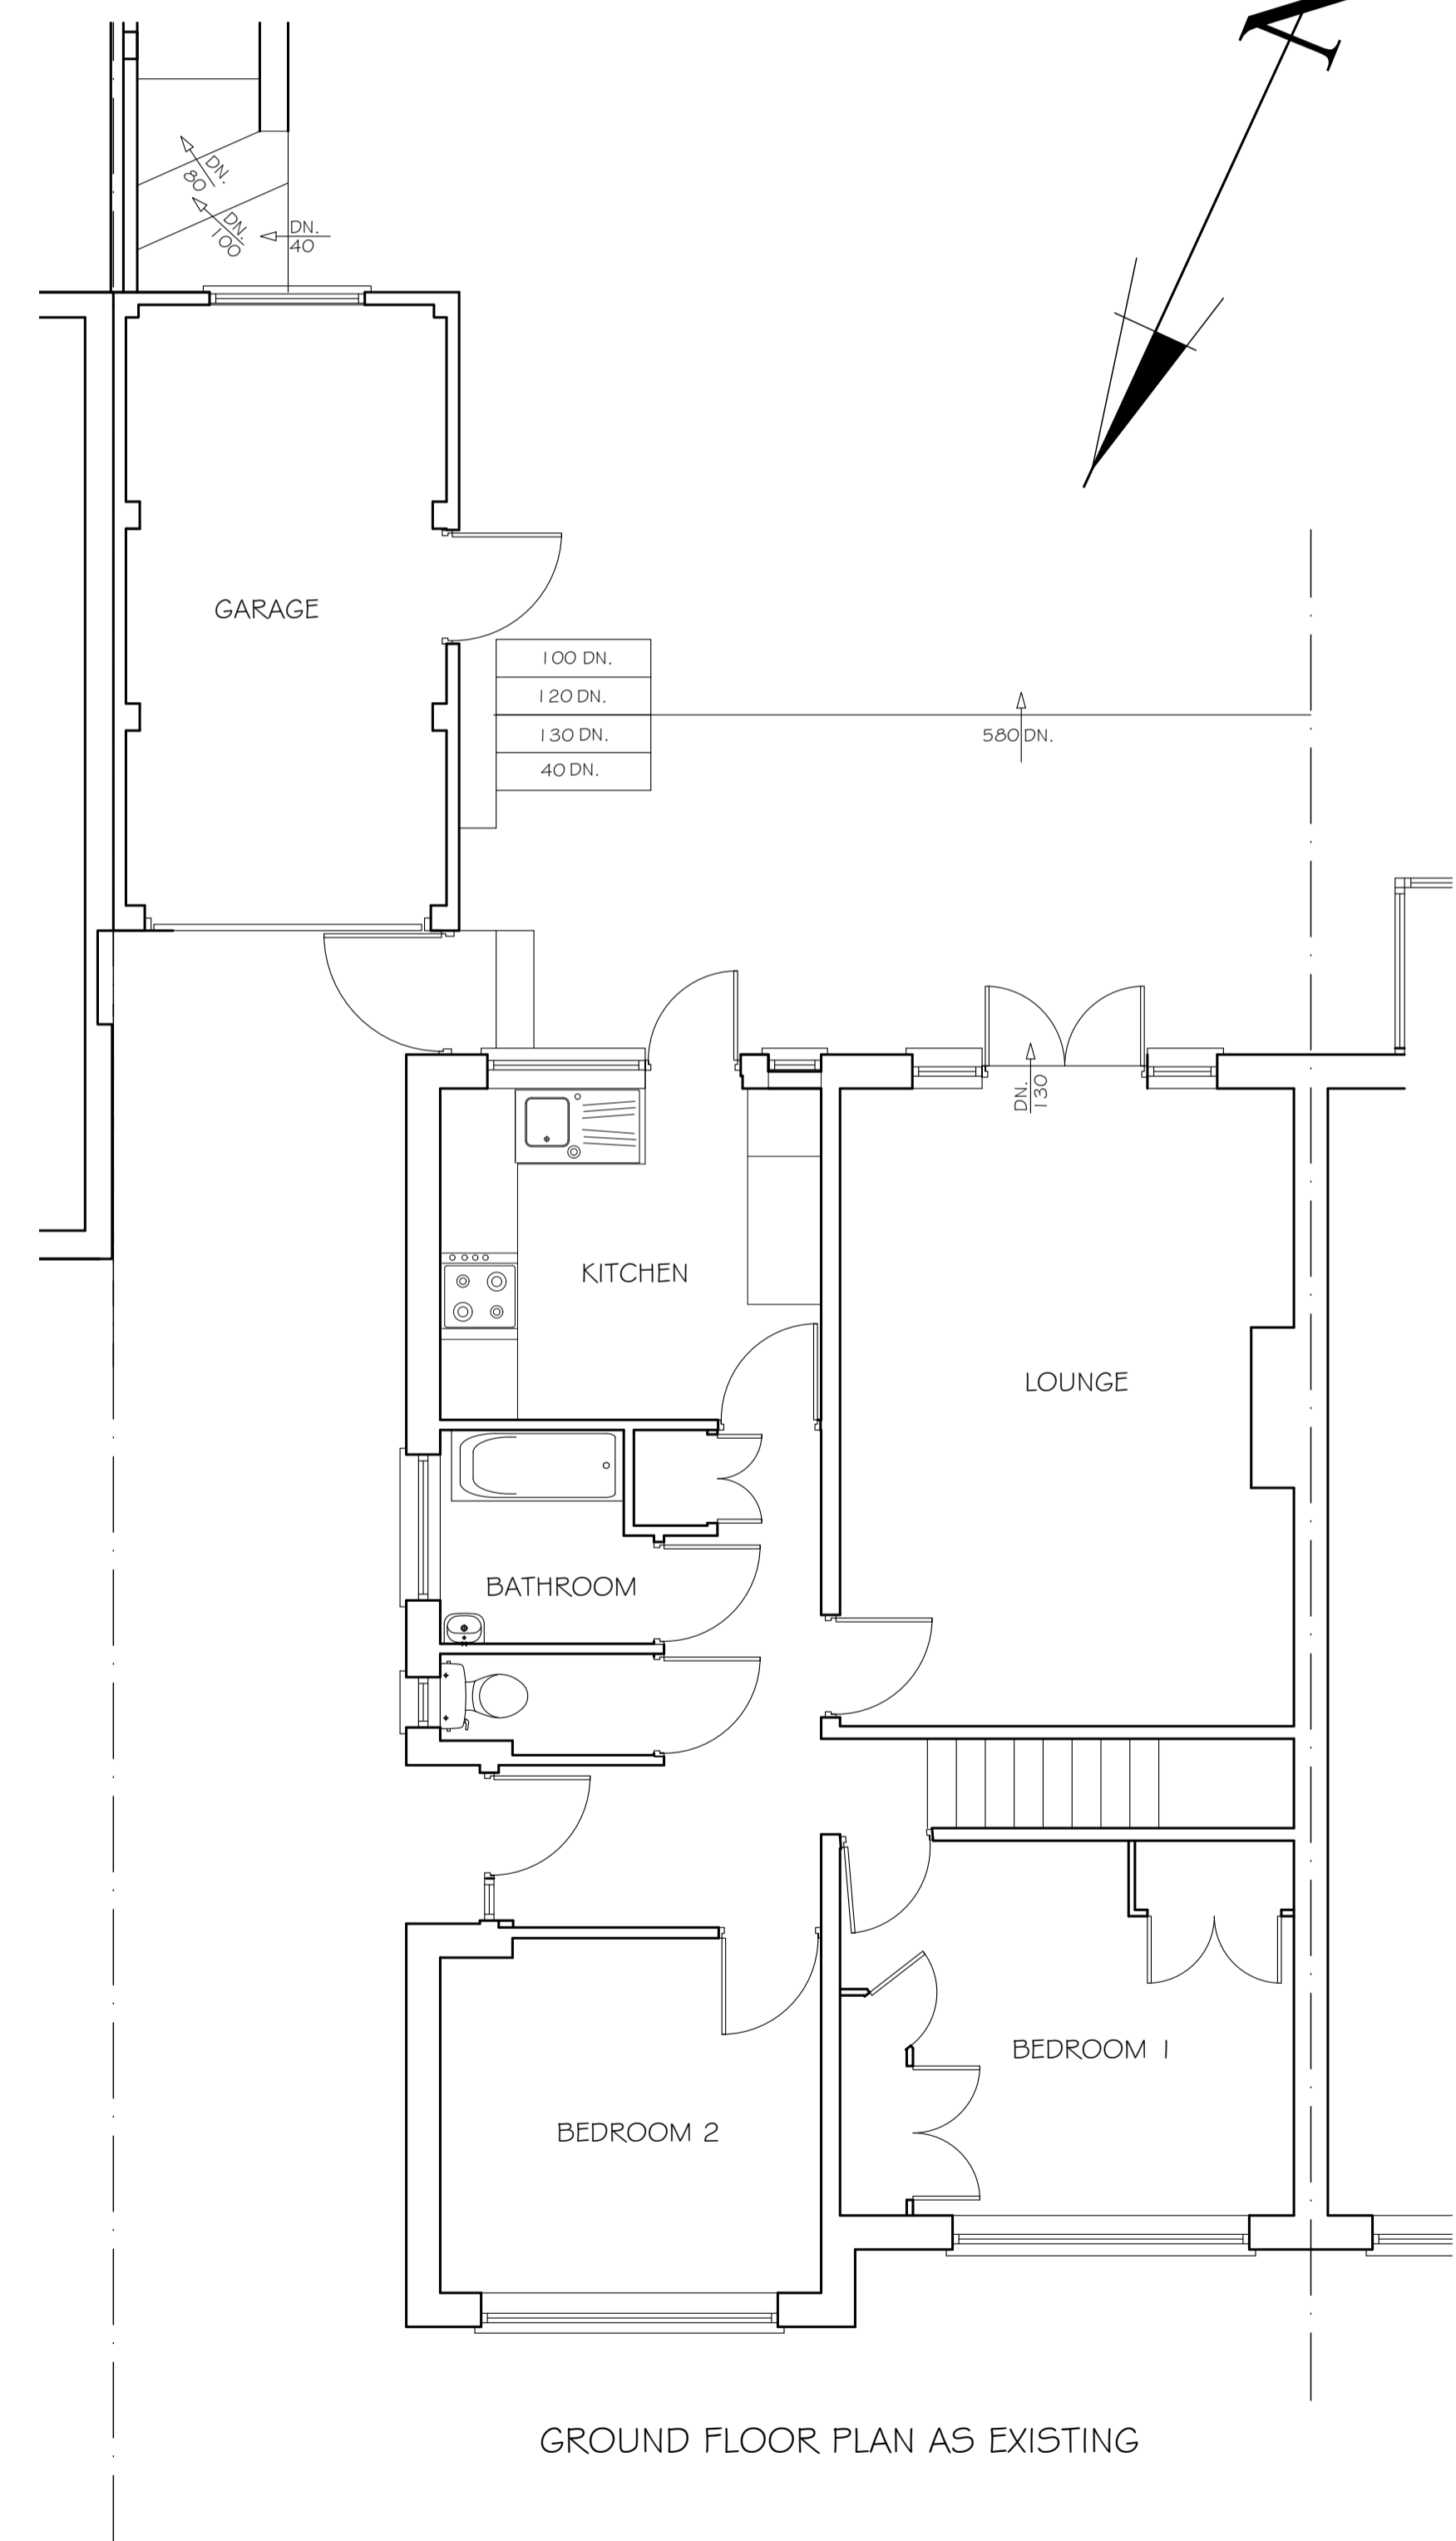 DN.
80
DN.
100
DN.
40
GARAGE
100 DN.
120 DN.
130 DN.
40 DN.
580 DN.
DN.
130
KITCHEN
LOUNGE
BATHROOM
BEDROOM 1
BEDROOM 2
GROUND FLOOR PLAN AS EXISTING